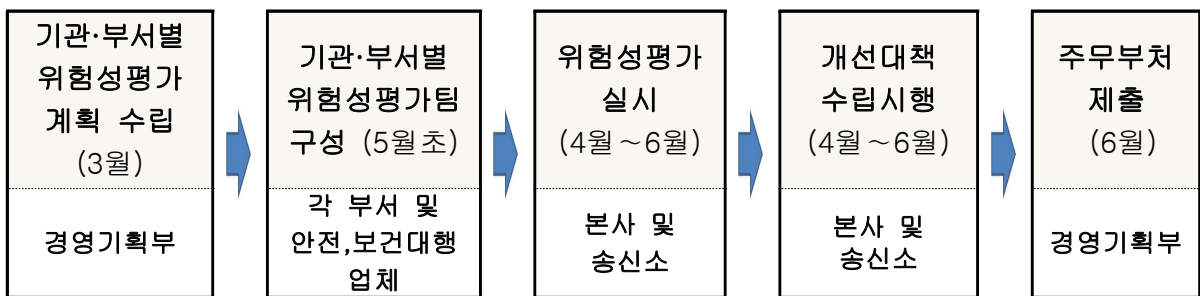 기관·부서별
위험성평가
계획 수립
(3월)
경영기획부
기관·부서별
위험성평가팀
구성 (5월초)
각 부서 및
안전,보건대행
업체
위험성평가
실시
(4월~6월)
본사 및
송신소
개선대책
수립시행
(4월~6월)
본사 및
송신소
주무부처
제출
(6월)
경영기획부